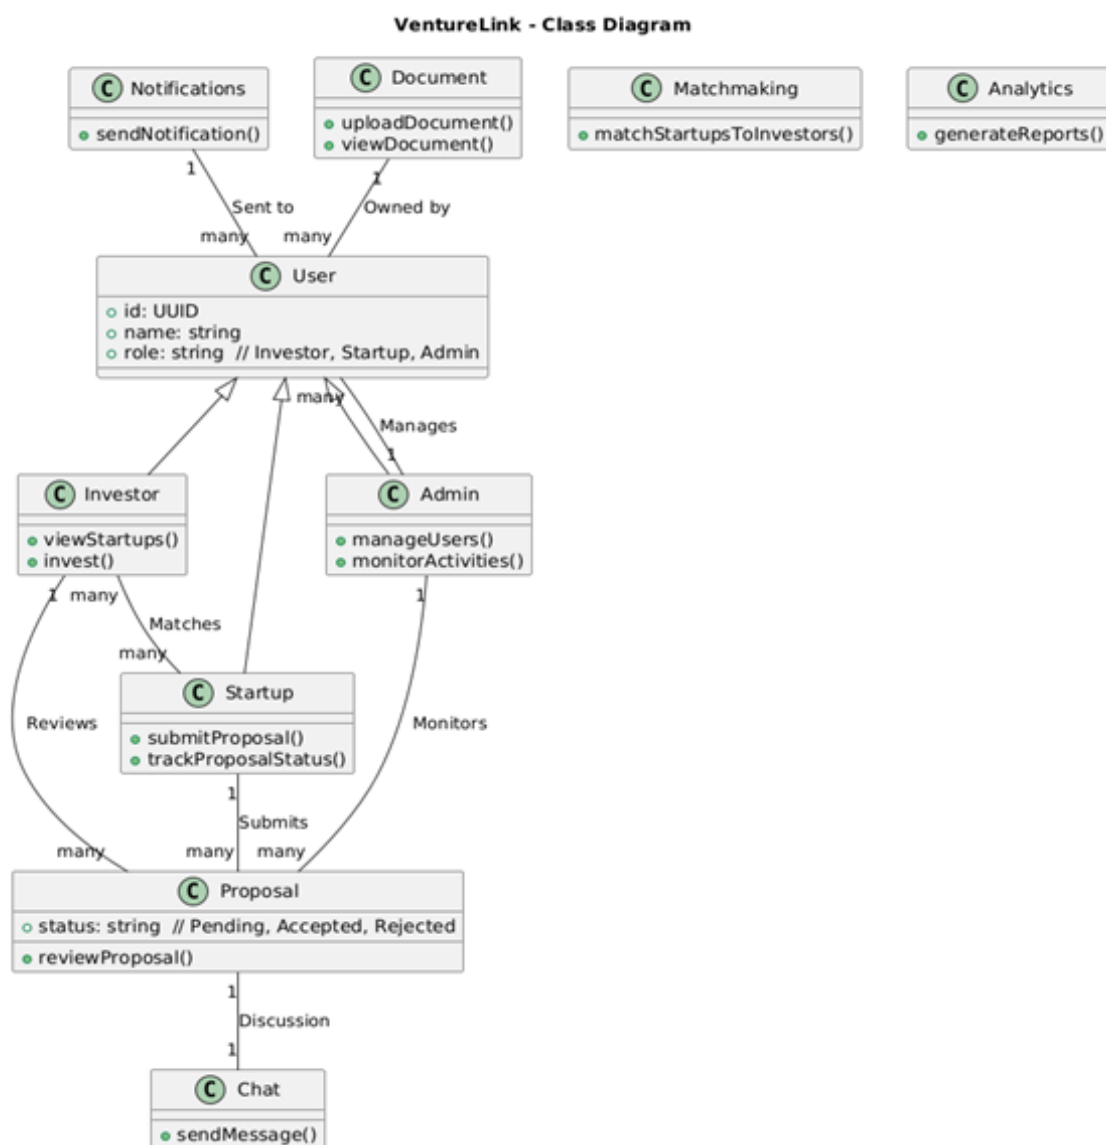 VentureLink - Class Diagram
C Notifications
sendNotification()
C Document
uploadDocument()
viewDocument()
C Matchmaking
matchStartupsToInvestors()
C Analytics
generateReports()
1
1
Sent to
Owned by
many
many
C User
id: UUID
name: string
role: string // Investor, Startup, Admin
many
Manages
1
C Investor
viewStartups()
invest()
C Admin
manageUsers()
monitorActivities()
1
many
1
Matches
many
C Startup
submitProposal()
trackProposalStatus()
Reviews
Monitors
1
Submits
many
many
many
C Proposal
status: string // Pending, Accepted, Rejected
reviewProposal()
1
Discussion
1
C Chat
sendMessage()